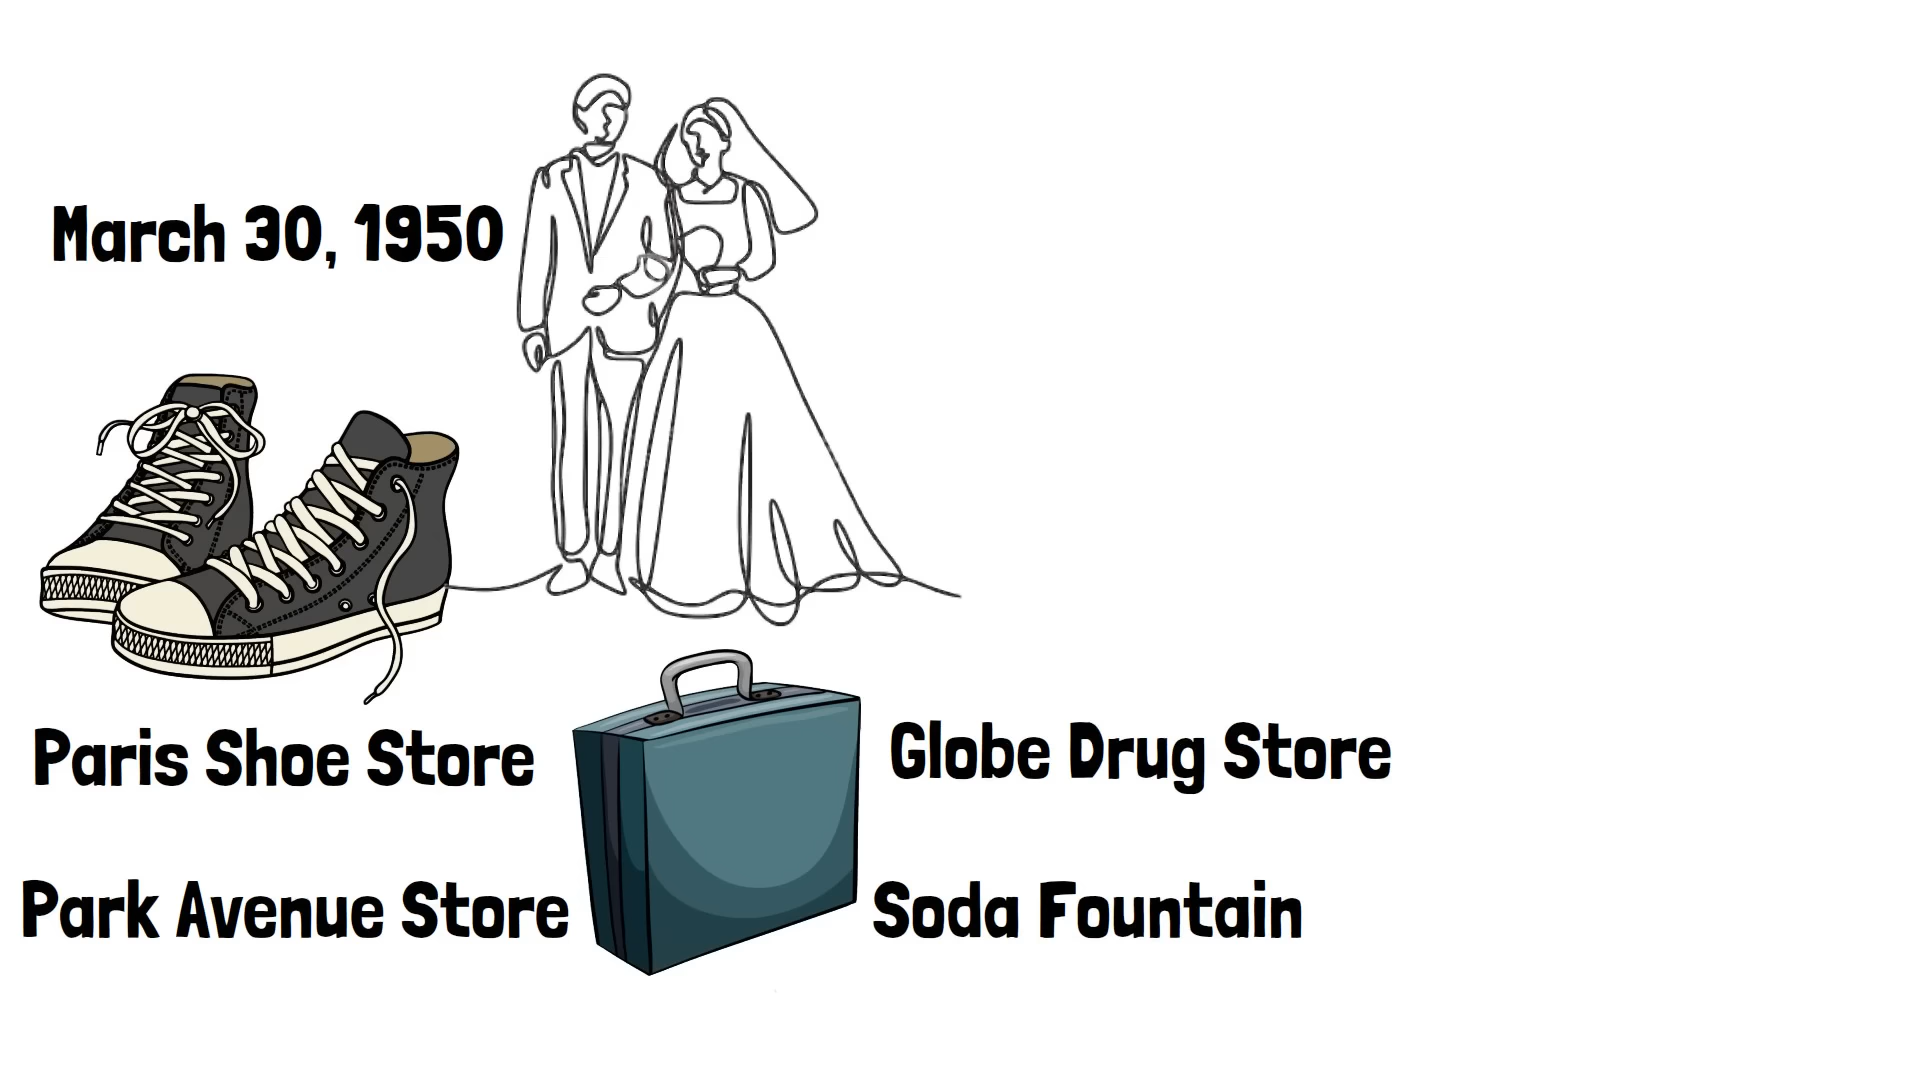 March 30, 1950
Paris Shoe Store
Globe Drug Store
Park Avenue Store
Soda Fountain